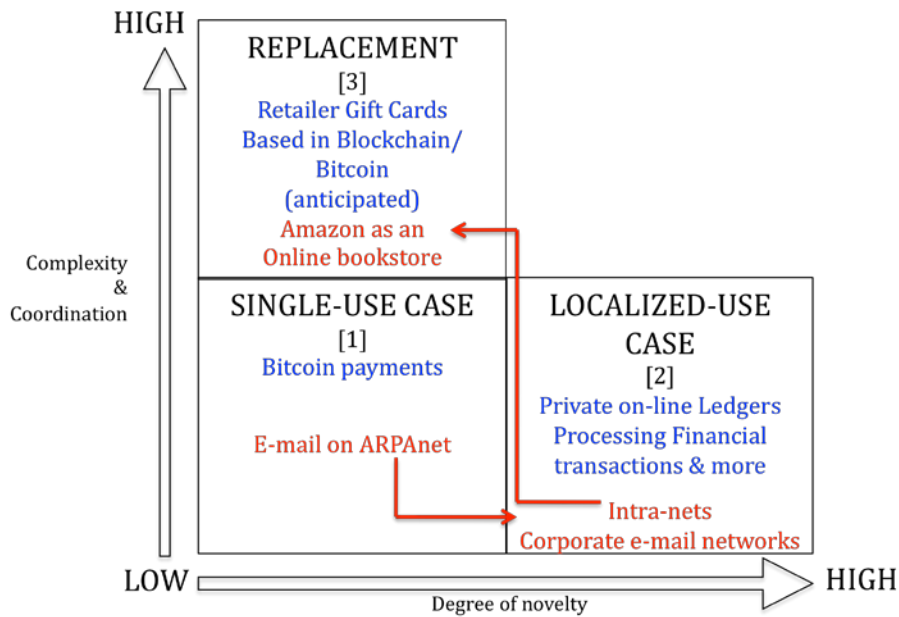 HIGH
REPLACEMENT
[3]
Retailer Gift Cards
Based in Blockchain/
Bitcoin
(anticipated)
Amazon as an
Online bookstore
Complexity
&
Coordination
SINGLE-USE CASE
[1]
Bitcoin payments
E-mail on ARPAnet
LOCALIZED-USE
CASE
[2]
Private on-line Ledgers
Processing Financial
transactions & more
Intra-nets
Corporate e-mail networks
LOW
Degree of novelty
HIGH